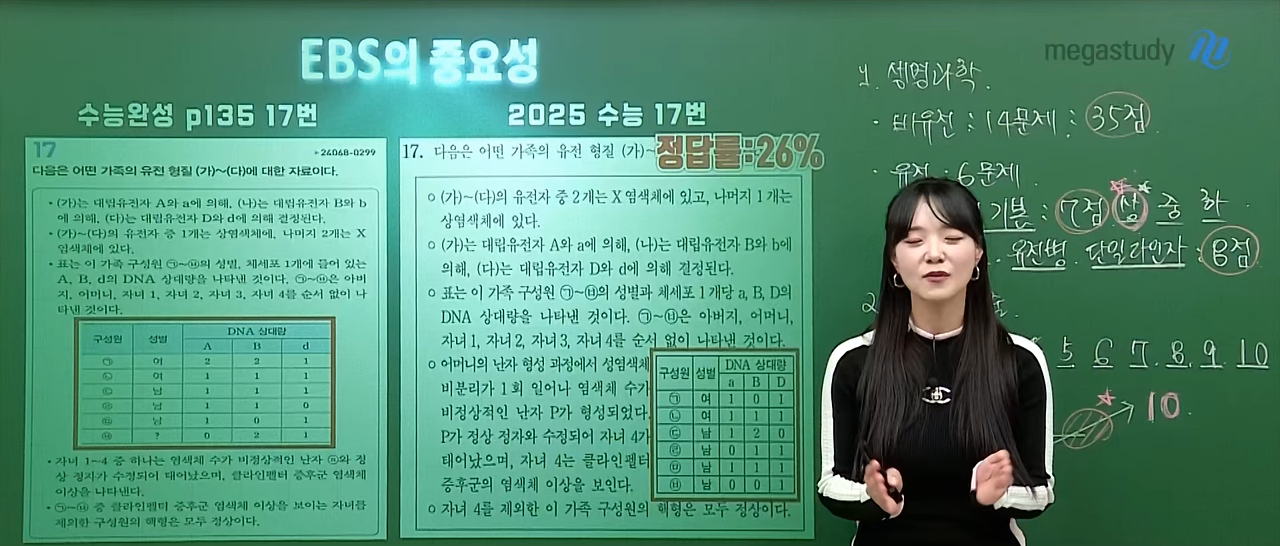 EBS의 중요성
megastudy
수능완성 p135 17번
2025 수능 17번
17
24068-0299
다음은 어떤 가족의 유전 형질 (가)~(다)에 대한 자료이다.
• (가)는 대립유전자 A와 a에 의해, (나)는 대립유전자 B와 b
에 의해, (다)는 대립유전자 D와 d에 의해 결정된다.
• (가)~(다)의 유전자 중 1개는 상염색체에, 나머지 2개는 X
염색체에 있다.
• 표는 이 가족 구성원 ㉠~㉥의 성별, 체세포 1개에 들어 있는
A, B, d의 DNA 상대량을 나타낸 것이다. ㉠~㉥은 아버
지, 어머니, 자녀 1, 자녀 2, 자녀 3, 자녀 4를 순서 없이 나
타낸 것이다.
구성원 성별 DNA 상대량
A B d
㉠ 여 2 2 1
㉡ 여 1 1 1
㉢ 남 1 1 1
㉣ 남 1 1 0
㉤ 남 1 0 1
㉥ ? 0 2 1
• 자녀 1~4 중 하나는 염색체 수가 비정상적인 난자 ⓐ와 정
상 정자가 수정되어 태어났으며, 클라인펠터 증후군 염색체
이상을 나타낸다.
• ㉠~㉥ 중 클라인펠터 증후군 염색체 이상을 보이는 자녀를
제외한 구성원의 핵형은 모두 정상이다.
17. 다음은 어떤 가족의 유전 형질 (가)~
정답률:26%
○ (가)~(다)의 유전자 중 2개는 X 염색체에 있고, 나머지 1개는
상염색체에 있다.
○ (가)는 대립유전자 A와 a에 의해, (나)는 대립유전자 B와 b에
의해, (다)는 대립유전자 D와 d에 의해 결정된다.
○ 표는 이 가족 구성원 ㉠~㉥의 성별과 체세포 1개당 a, B, D의
DNA 상대량을 나타낸 것이다. ㉠~㉥은 아버지, 어머니,
자녀 1, 자녀 2, 자녀 3, 자녀 4를 순서 없이 나타낸 것이다.
○ 어머니의 난자 형성 과정에서 성염색체
비분리가 1회 일어나 염색체 수가
비정상적인 난자 P가 형성되었다.
P가 정상 정자와 수정되어 자녀 4가
태어났으며, 자녀 4는 클라인펠터
증후군의 염색체 이상을 보인다.
○ 자녀 4를 제외한 이 가족 구성원의 핵형은 모두 정상이다.
구성원 성별 DNA 상대량
a B D
㉠ 여 1 0 1
㉡ 여 1 1 1
㉢ 남 1 2 0
㉣ 남 0 1 1
㉤ 남 1 1 1
㉥ 남 0 0 1
1. 생명과학.
· 비유전 : 14문제 : 35점.
· 유전 : 6문제
기본 : 7점 상 중 하
· 유전병. 단일라인자 : 8점
2
5 6 7. 8. 9 10
10.